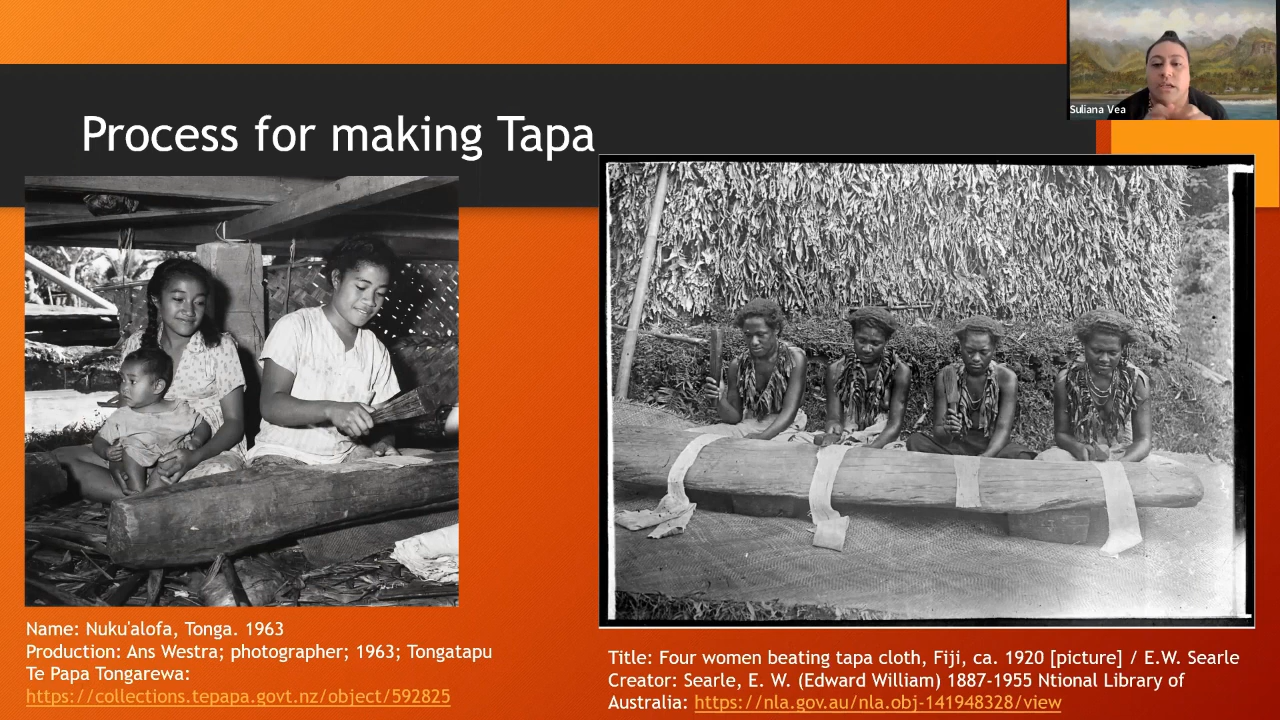 Suliana Vea
Process for making Tapa
Name: Nuku'alofa, Tonga. 1963
Production: Ans Westra; photographer; 1963; Tongatapu
Te Papa Tongarewa:
https://collections.tepapa.govt.nz/object/592825
Title: Four women beating tapa cloth, Fiji, ca. 1920 [picture] / E.W. Searle
Creator: Searle, E. W. (Edward William) 1887-1955 Ntional Library of
Australia: https://nla.gov.au/nla.obj-141948328/view